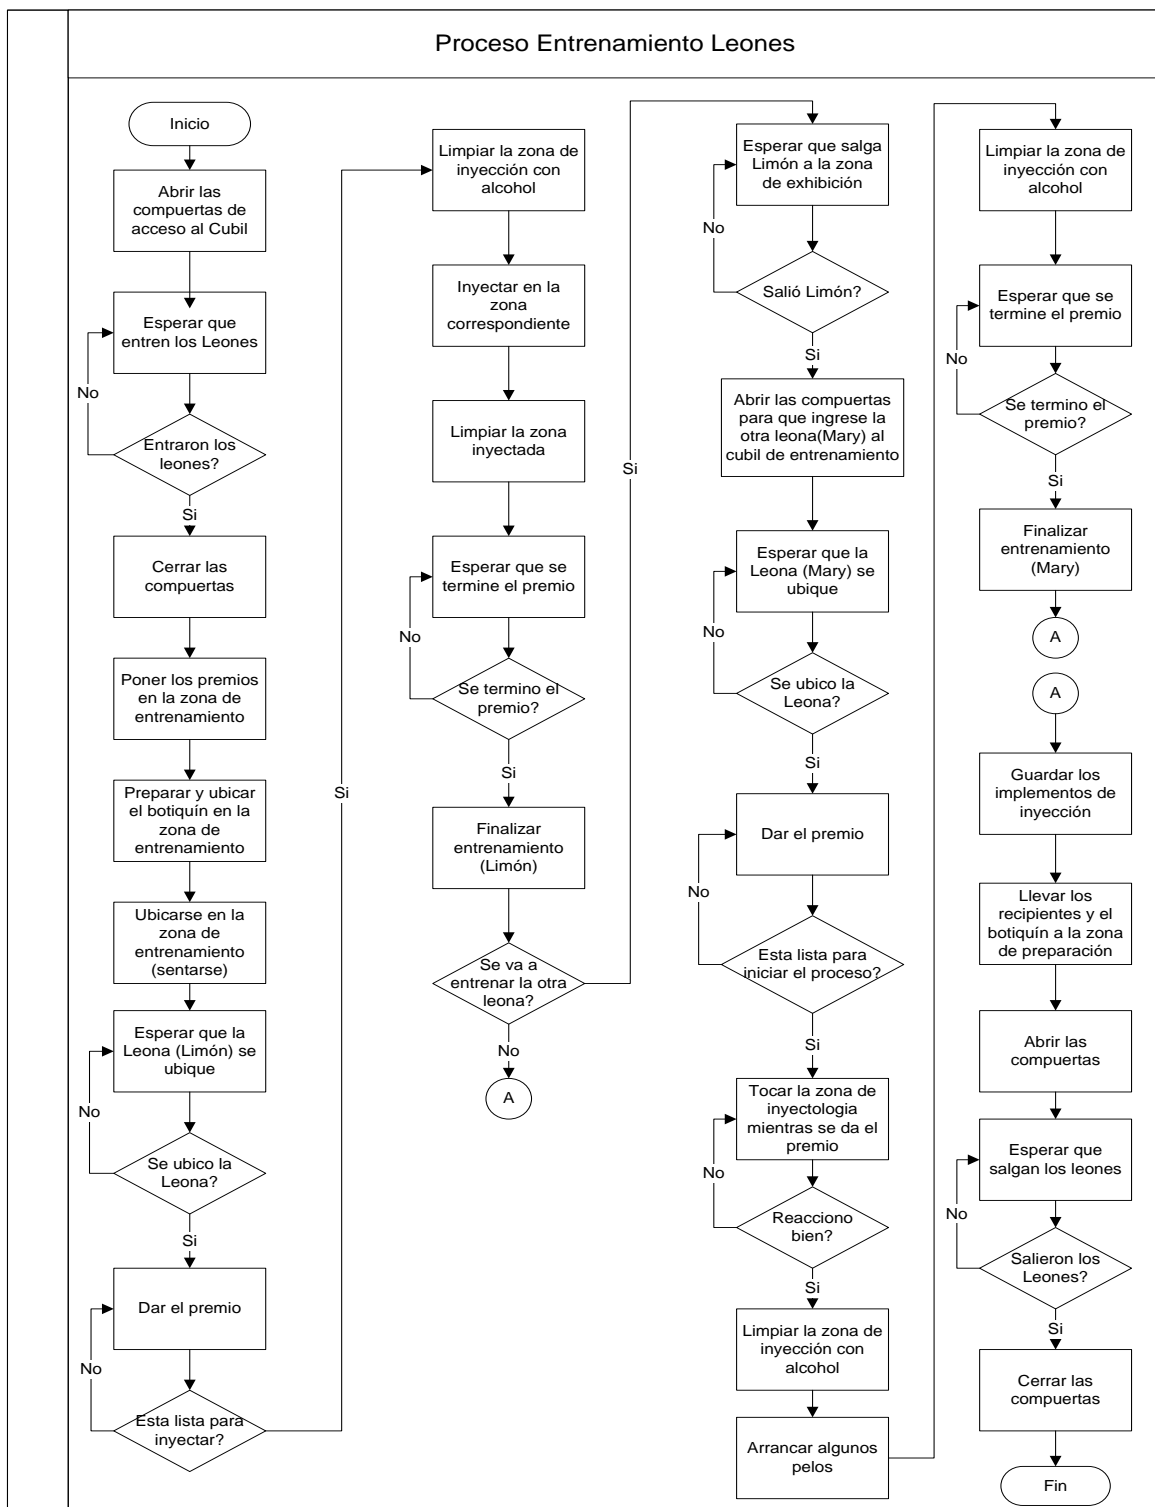 Proceso Entrenamiento Leones
Inicio
Abrir las
compuertas de
acceso al Cubil
Esperar que
entren los Leones
No
Entraron los
leones?
Si
Cerrar las
compuertas
Poner los premios
en la zona de
entrenamiento
Preparar y ubicar
el botiquín en la
zona de
entrenamiento
Ubicarse en la
zona de
entrenamiento
(sentarse)
Esperar que la
Leona (Limón) se
ubique
No
Se ubico la
Leona?
Si
Dar el premio
No
Esta lista para
inyectar?
Si
Limpiar la zona de
inyección con
alcohol
Inyectar en la
zona
correspondiente
Limpiar la zona
inyectada
Esperar que se
termine el premio
No
Se termino el
premio?
Si
Finalizar
entrenamiento
(Limón)
Se va a
entrenar la otra
leona?
No
A
Si
Esperar que salga
Limón a la zona
de exhibición
No
Salió Limón?
Si
Abrir las compuertas
para que ingrese la
otra leona(Mary) al
cubil de entrenamiento
Esperar que la
Leona (Mary) se
ubique
No
Se ubico la
Leona?
Si
Dar el premio
No
Esta lista para
iniciar el proceso?
Si
Tocar la zona de
inyectologia
mientras se da el
premio
No
Reacciono
bien?
Si
Limpiar la zona de
inyección con
alcohol
Arrancar algunos
pelos
Limpiar la zona de
inyección con
alcohol
Esperar que se
termine el premio
No
Se termino el
premio?
Si
Finalizar
entrenamiento
(Mary)
A
A
Guardar los
implementos de
inyección
Llevar los
recipientes y el
botiquín a la zona
de preparación
Abrir las
compuertas
Esperar que
salgan los leones
No
Salieron los
Leones?
Si
Cerrar las
compuertas
Fin